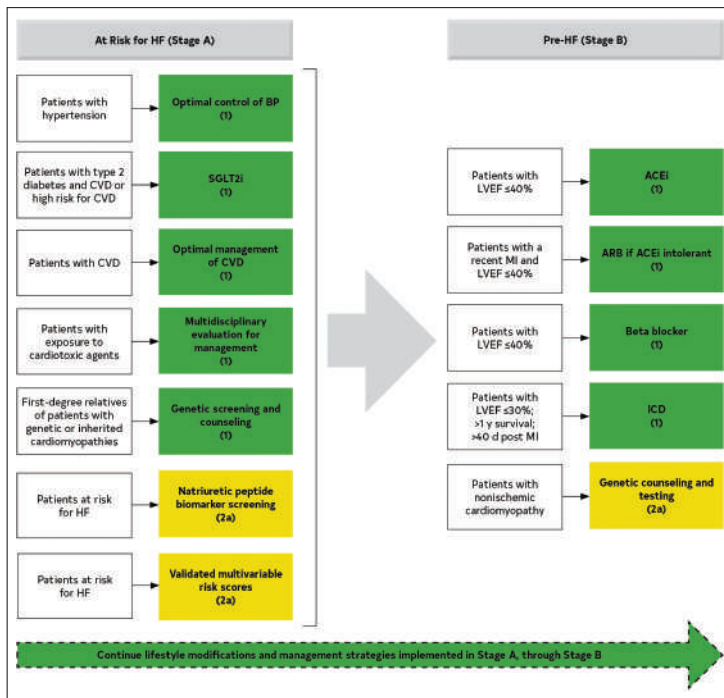 At Risk for HF (Stage A)
Patients with
hypertension
Optimal control of BP
(1)
Patients with type 2
diabetes and CVD or
high risk for CVD
SGLT2i
(1)
Patients with CVD
Optimal management
of CVD
(1)
Patients with
exposure to
cardiotoxic agents
Multidisciplinary
evaluation for
management
(1)
First-degree relatives
of patients with
genetic or inherited
cardiomyopathies
Genetic screening and
counseling
(1)
Patients at risk
for HF
Natriuretic peptide
biomarker screening
(2a)
Patients at risk
for HF
Validated multivariable
risk scores
(2a)
Pre-HF (Stage B)
Patients with
LVEF ≤40%
ACEi
(1)
Patients with a
recent MI and
LVEF ≤40%
ARB if ACEi intolerant
(1)
Patients with
LVEF ≤40%
Beta blocker
(1)
Patients with
LVEF ≤30%;
>1 y survival;
>40 d post MI
ICD
(1)
Patients with
nonischemic
cardiomyopathy
Genetic counseling and
testing
(2a)
Continue lifestyle modifications and management strategies implemented in Stage A, through Stage B